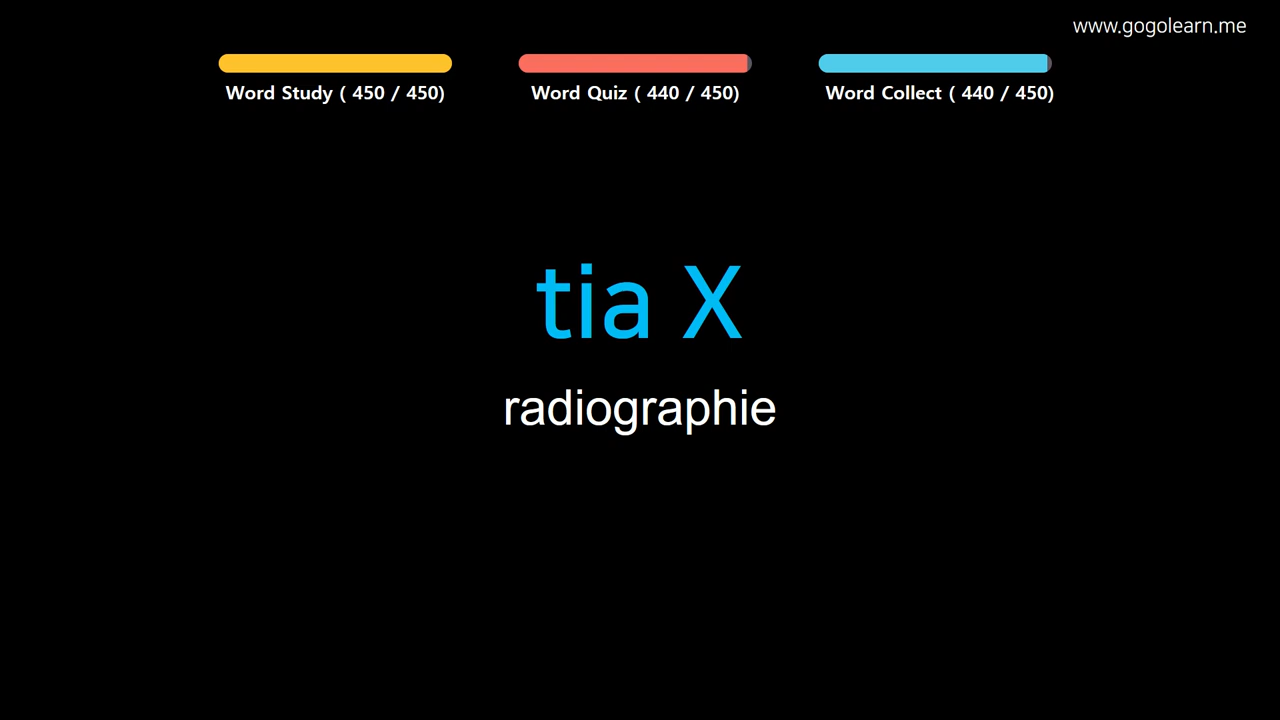 www.gogolearn.me
Word Study ( 450 / 450)
Word Quiz ( 440 / 450)
Word Collect ( 440 / 450)
tia X
radiographie